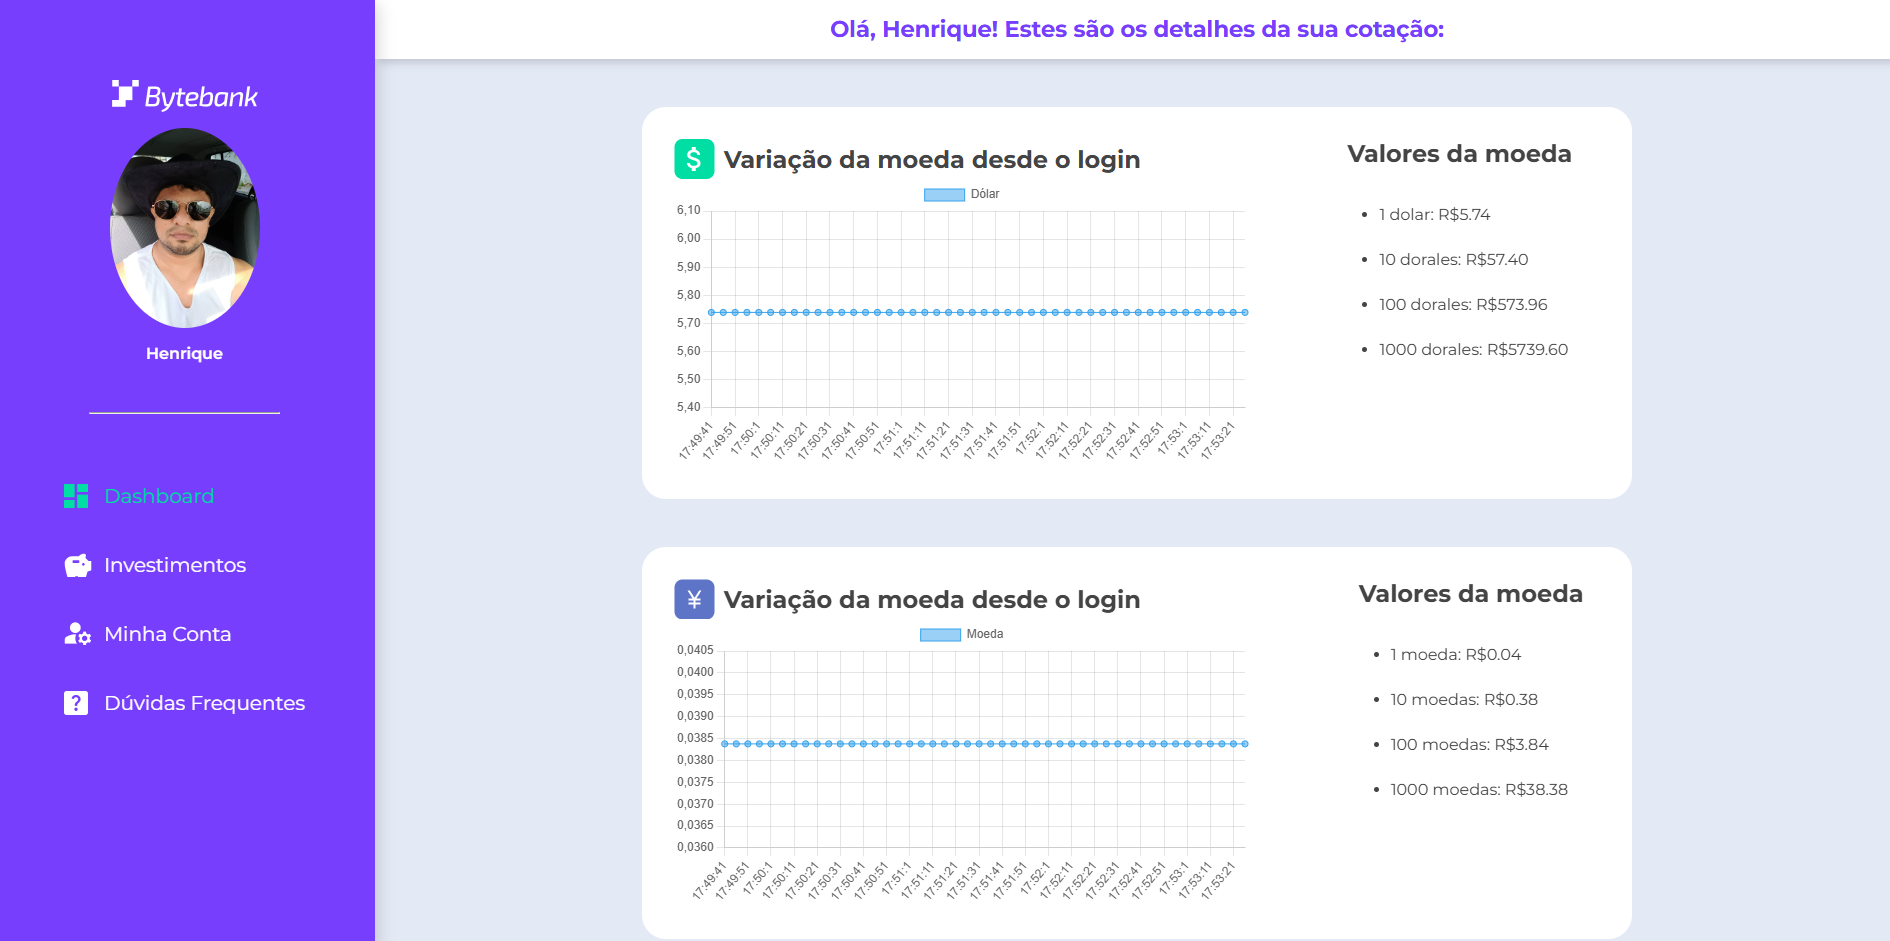 Olá, Henrique! Estes são os detalhes da sua cotação:
Bytebank
Henrique
Dashboard
Investimentos
Minha Conta
Dúvidas Frequentes
$ Variação da moeda desde o login
Dólar
6,10
6,00
5,90
5,80
5,70
5,60
5,50
5,40
17:49:41 17:49:51 17:50:1 17:50:11 17:50:21 17:50:31 17:50:41 17:50:51 17:51:1 17:51:11 17:51:21 17:51:31 17:51:41 17:51:51 17:52:1 17:52:11 17:52:21 17:52:31 17:52:41 17:52:51 17:53:1 17:53:11 17:53:21
Valores da moeda
1 dolar: R$5.74
10 dorales: R$57.40
100 dorales: R$573.96
1000 dorales: R$5739.60
¥ Variação da moeda desde o login
Moeda
0,0405
0,0400
0,0395
0,0390
0,0385
0,0380
0,0375
0,0370
0,0365
0,0360
17:49:41 17:49:51 17:50:1 17:50:11 17:50:21 17:50:31 17:50:41 17:50:51 17:51:1 17:51:11 17:51:21 17:51:31 17:51:41 17:51:51 17:52:1 17:52:11 17:52:21 17:52:31 17:52:41 17:52:51 17:53:1 17:53:11 17:53:21
Valores da moeda
1 moeda: R$0.04
10 moedas: R$0.38
100 moedas: R$3.84
1000 moedas: R$38.38